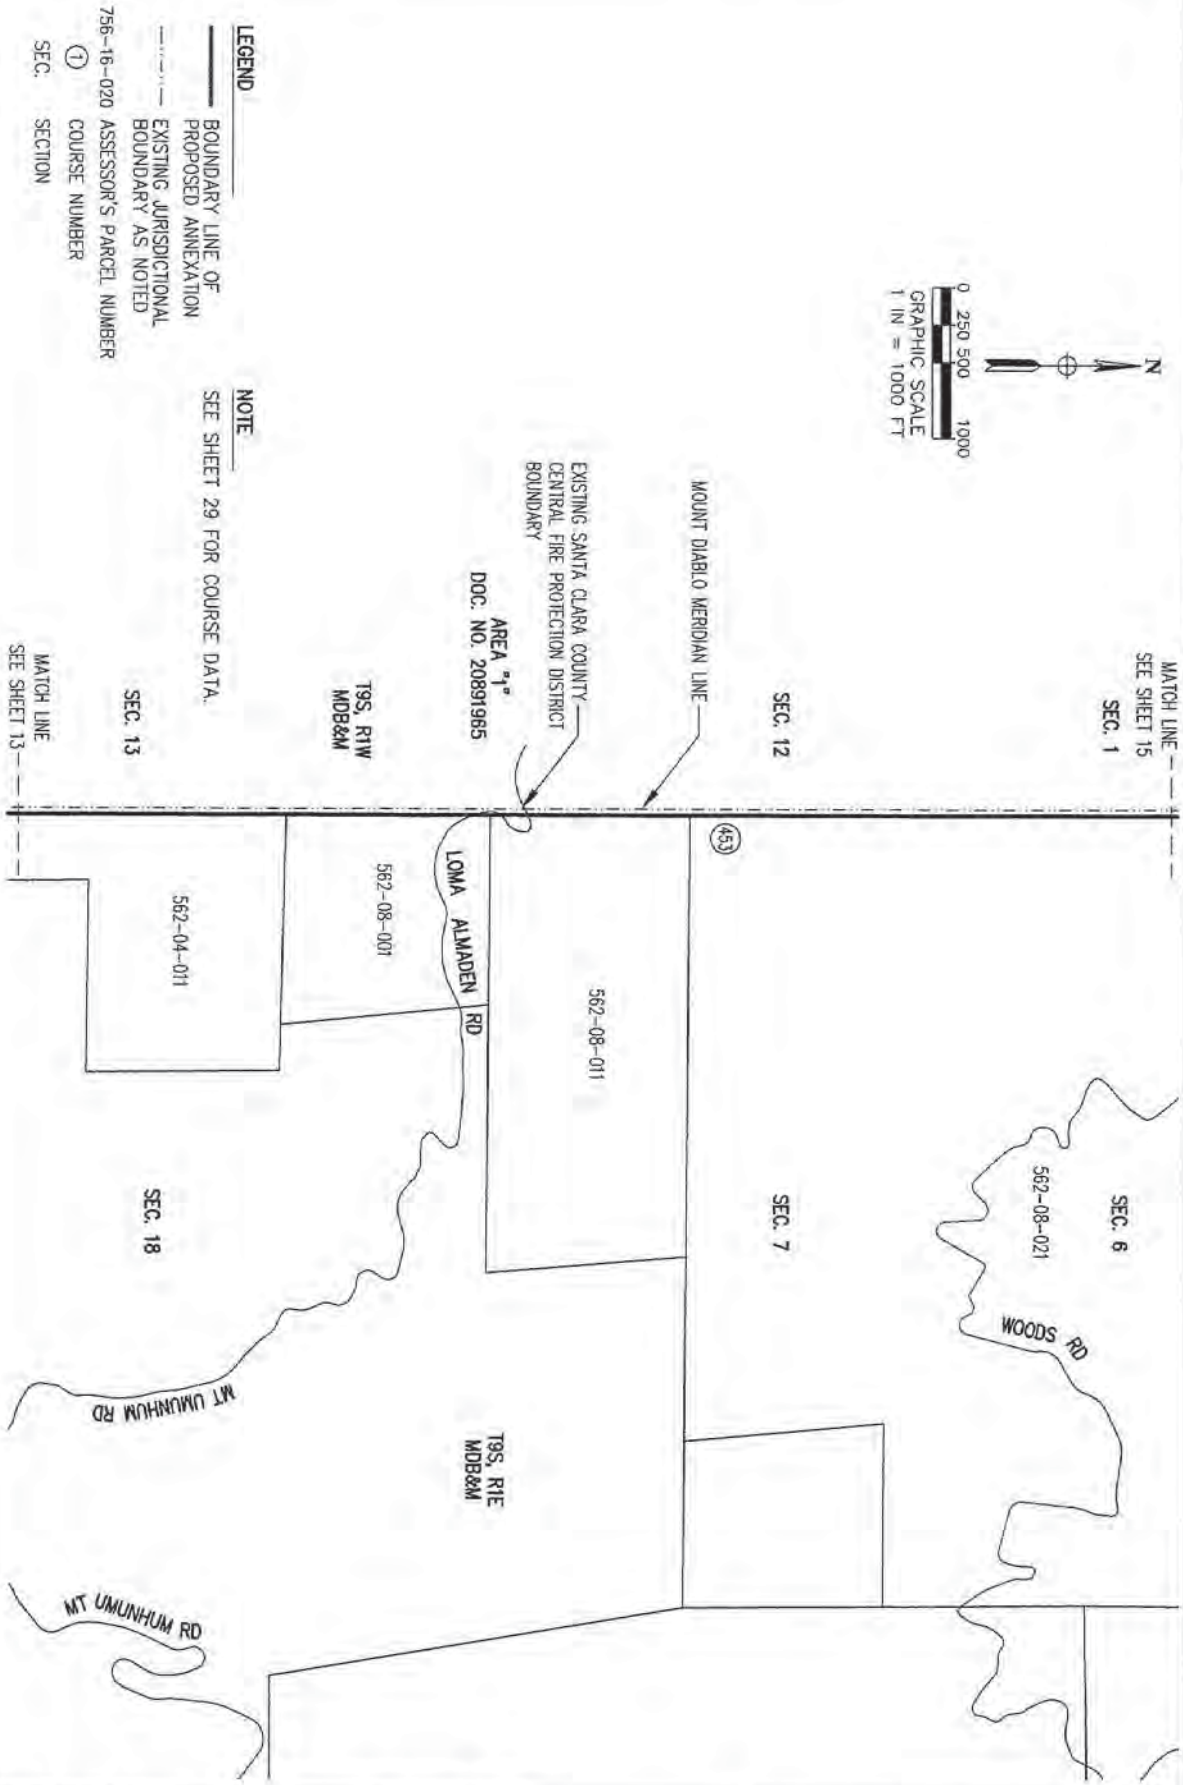 MATCH LINE
SEE SHEET 15
SEC. 1
SEC. 6
562-08-021
WOODS RD
N
0 250 500 1000
GRAPHIC SCALE
1 IN = 1000 FT
SEC. 12
SEC. 7
453
MOUNT DIABLO MERIDIAN LINE
EXISTING SANTA CLARA COUNTY
CENTRAL FIRE PROTECTION DISTRICT
BOUNDARY
562-08-011
AREA "1"
DOC. NO. 20891965
LOMA ALMADEN RD
T9S, R1E
MDB&M
T9S, R1W
MDB&M
562-08-001
562-04-011
SEC. 13
SEC. 18
MT UMUNHUM RD
MT UMUNHUM RD
MATCH LINE
SEE SHEET 13
LEGEND
BOUNDARY LINE OF
PROPOSED ANNEXATION
EXISTING JURISDICTIONAL
BOUNDARY AS NOTED
756-16-020 ASSESSOR'S PARCEL NUMBER
1 COURSE NUMBER
SEC. SECTION
NOTE
SEE SHEET 29 FOR COURSE DATA.